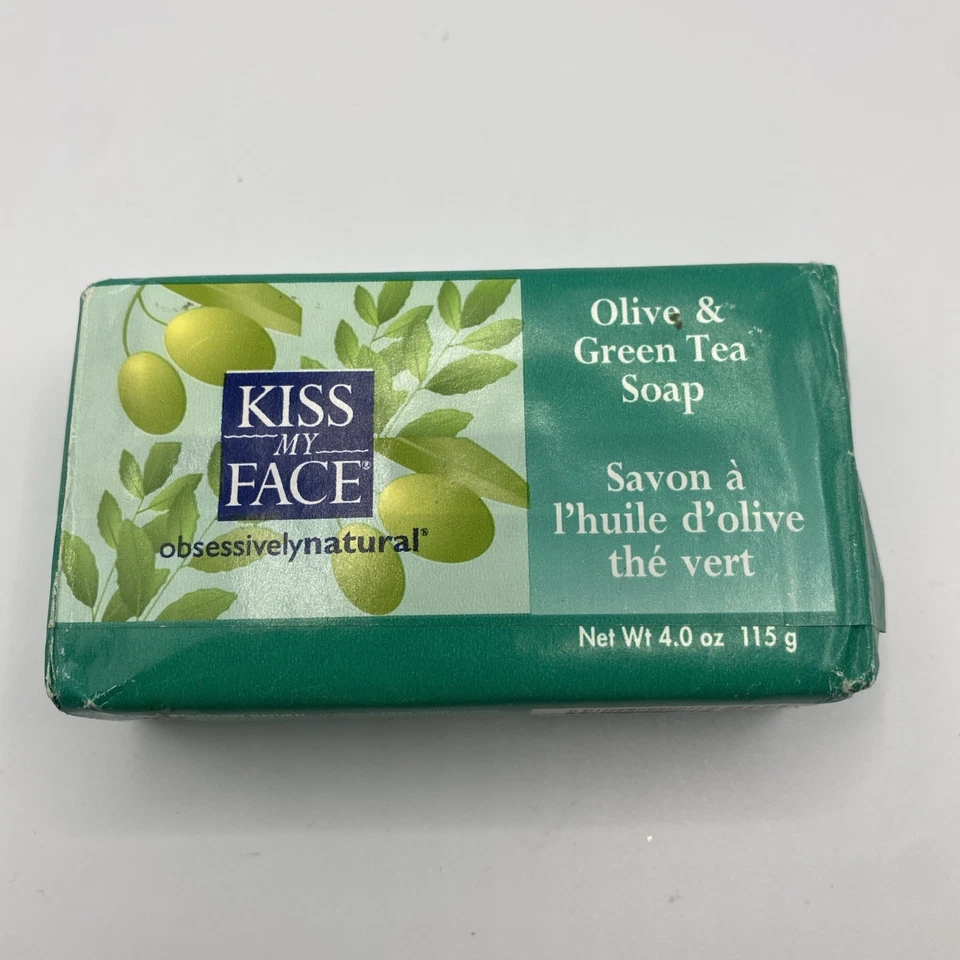 KISS
MY
FACE®
obsessivelynatural®
Olive &
Green Tea
Soap
Savon à
l'huile d'olive
thé vert
Net Wt 4.0 oz 115 g